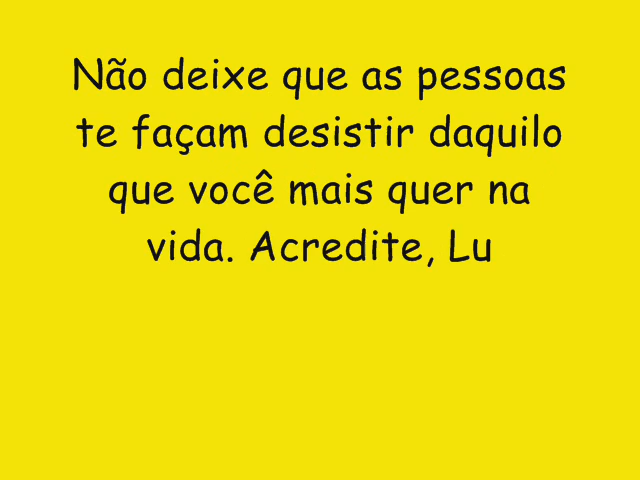 Não deixe que as pessoas
te façam desistir daquilo
que você mais quer na
vida. Acredite, Lu